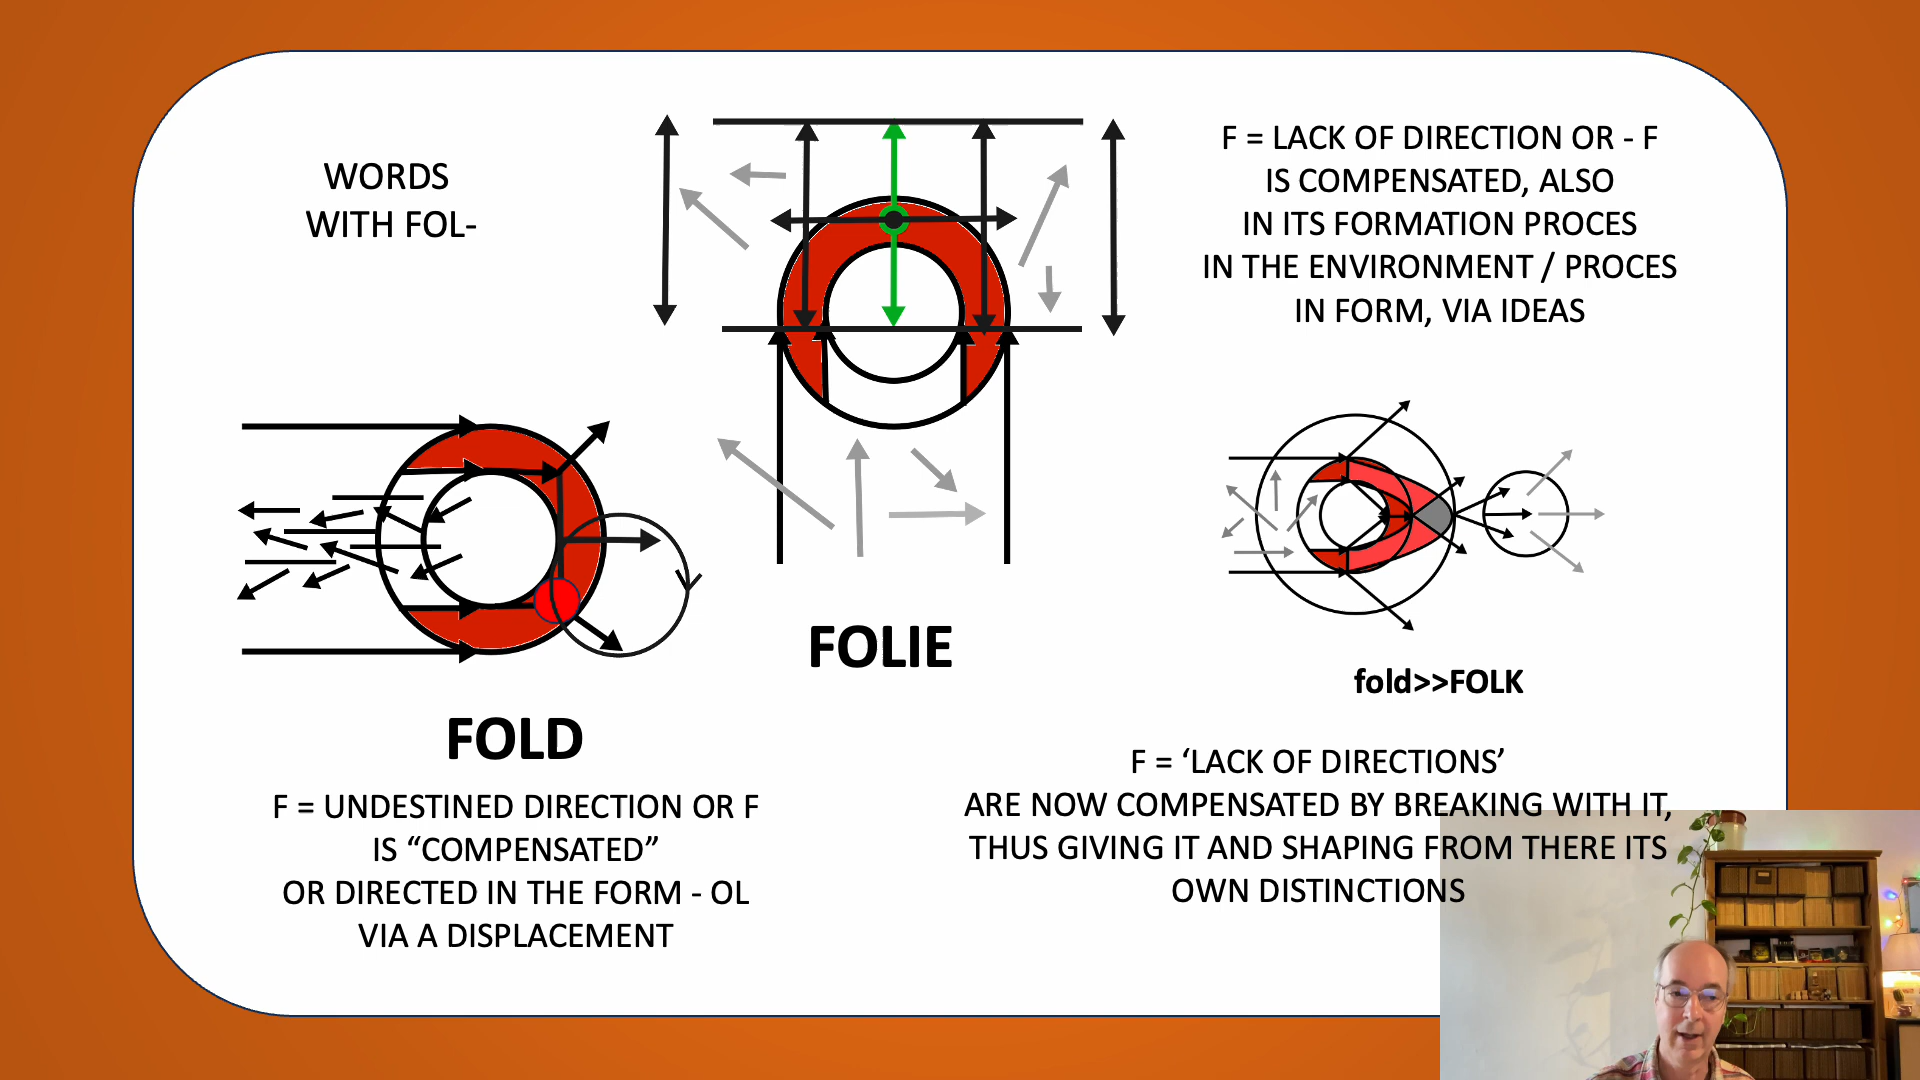 WORDS
WITH FOL-
F = LACK OF DIRECTION OR - F
IS COMPENSATED, ALSO
IN ITS FORMATION PROCES
IN THE ENVIRONMENT / PROCES
IN FORM, VIA IDEAS
FOLIE
fold>>FOLK
FOLD
F = UNDESTINED DIRECTION OR F
IS “COMPENSATED”
OR DIRECTED IN THE FORM - OL
VIA A DISPLACEMENT
F = ‘LACK OF DIRECTIONS’
ARE NOW COMPENSATED BY BREAKING WITH IT,
THUS GIVING IT AND SHAPING FROM THERE ITS
OWN DISTINCTIONS